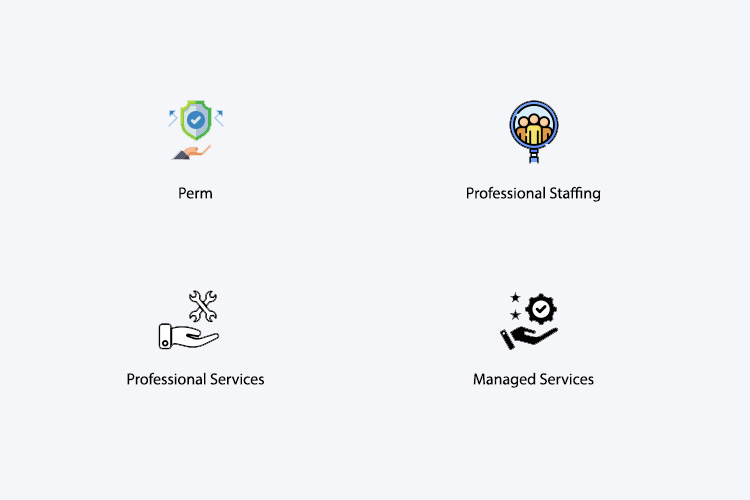 Perm
Professional Staffing
Professional Services
Managed Services